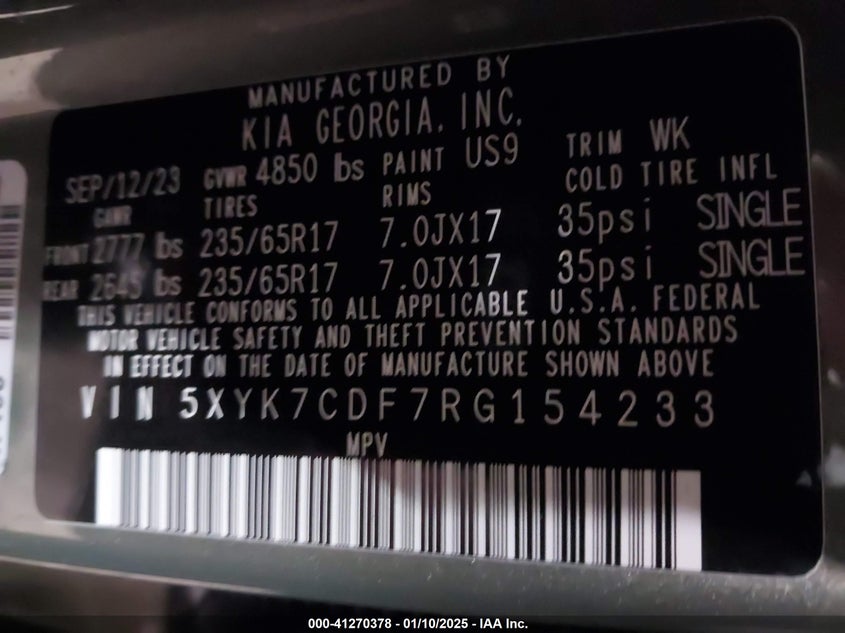 MANUFACTURED BY
KIA GEORGIA, INC.
SEP/12/23 GVWR 4850 lbs PAINT US9 TRIM WK
GAWR TIRES RIMS COLD TIRE INFL
FRONT 2777 lbs 235/65R17 7.0JX17 35psi SINGLE
REAR 2645 lbs 235/65R17 7.0JX17 35psi SINGLE
THIS VEHICLE CONFORMS TO ALL APPLICABLE U.S.A. FEDERAL
MOTOR VEHICLE SAFETY AND THEFT PREVENTION STANDARDS
IN EFFECT ON THE DATE OF MANUFACTURE SHOWN ABOVE
VIN 5XYK7CDF7RG154233
MPV
000-41270378 - 01/10/2025 - IAA Inc.